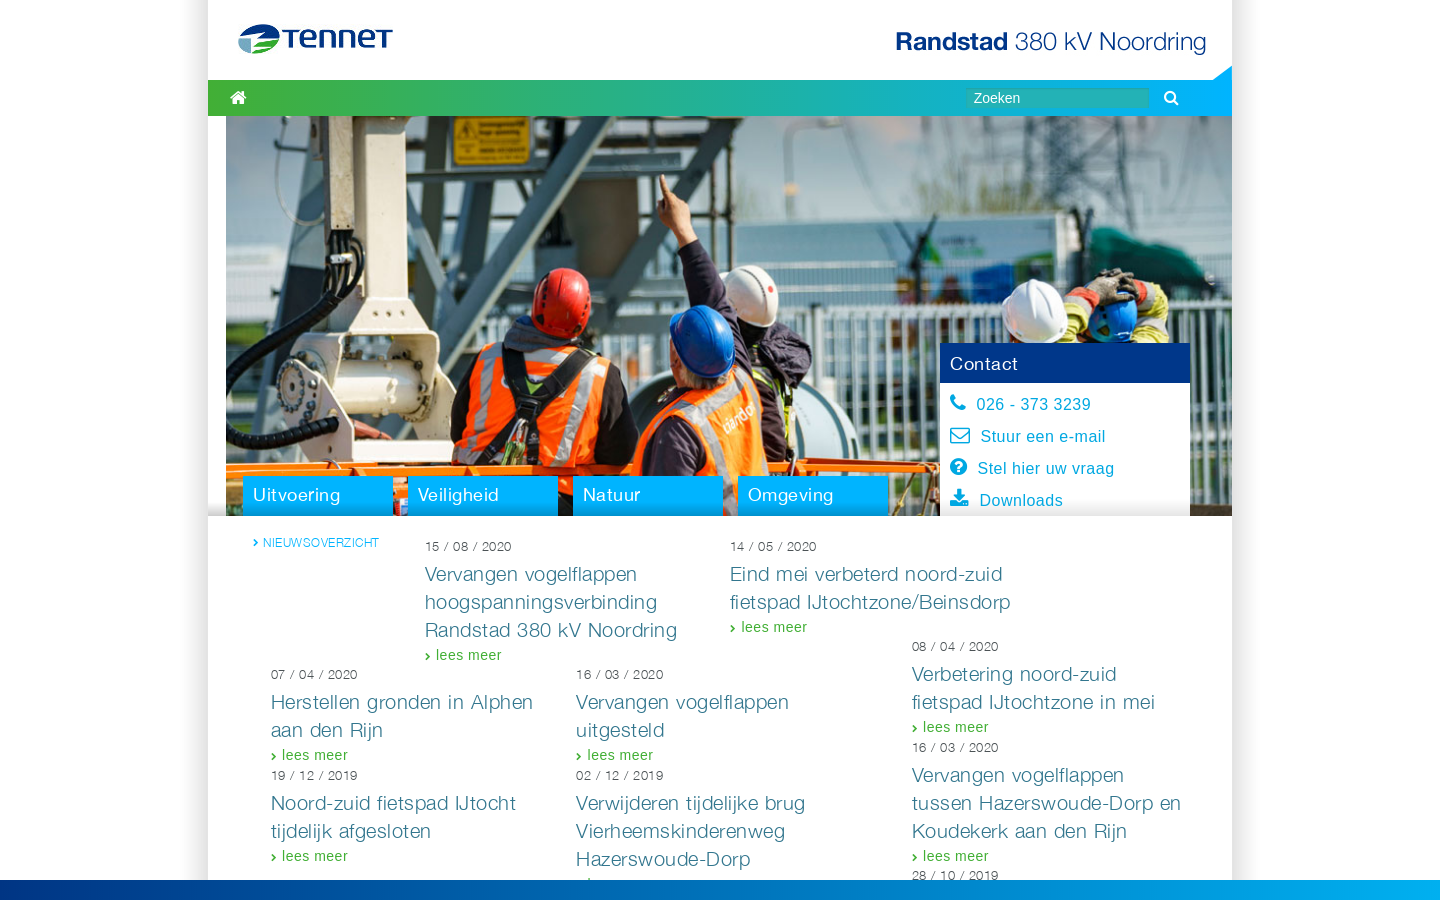 TenneT
Randstad 380 kV Noordring
Zoeken
dando
Contact
026 - 373 3239
Stuur een e-mail
Stel hier uw vraag
Downloads
Uitvoering
Veiligheid
Natuur
Omgeving
NIEUWSOVERZICHT
15 / 08 / 2020
Vervangen vogelflappen
hoogspanningsverbinding
Randstad 380 kV Noordring
lees meer
14 / 05 / 2020
Eind mei verbeterd noord-zuid
fietspad IJtochtzone/Beinsdorp
lees meer
08 / 04 / 2020
Verbetering noord-zuid
fietspad IJtochtzone in mei
lees meer
07 / 04 / 2020
Herstellen gronden in Alphen
aan den Rijn
lees meer
16 / 03 / 2020
Vervangen vogelflappen
uitgesteld
lees meer
16 / 03 / 2020
Vervangen vogelflappen
tussen Hazerswoude-Dorp en
Koudekerk aan den Rijn
lees meer
19 / 12 / 2019
Noord-zuid fietspad IJtocht
tijdelijk afgesloten
lees meer
02 / 12 / 2019
Verwijderen tijdelijke brug
Vierheemskinderenweg
Hazerswoude-Dorp
28 / 10 / 2019